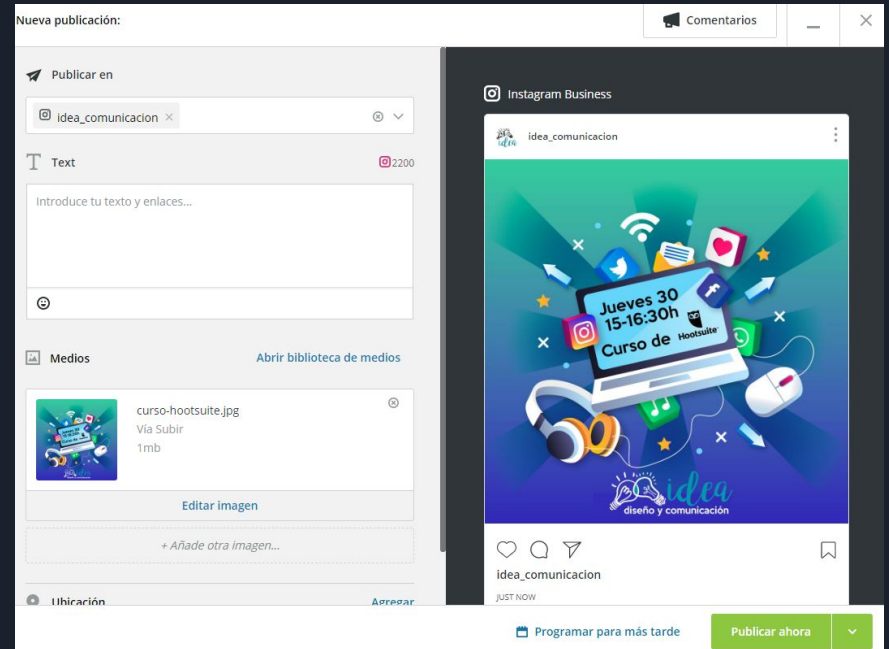 Nueva publicación:
Comentarios
Publicar en
idea_comunicacion
Text
2200
Introduce tu texto y enlaces...
Medios
Abrir biblioteca de medios
curso-hootsuite.jpg
Vía Subir
1mb
Editar imagen
+ Añade otra imagen...
Ubicación
Agregar
Instagram Business
idea
idea_comunicacion
Jueves 30
15-16:30h
Curso de Hootsuite
idea
diseño y comunicación
idea_comunicacion
JUST NOW
Programar para más tarde
Publicar ahora